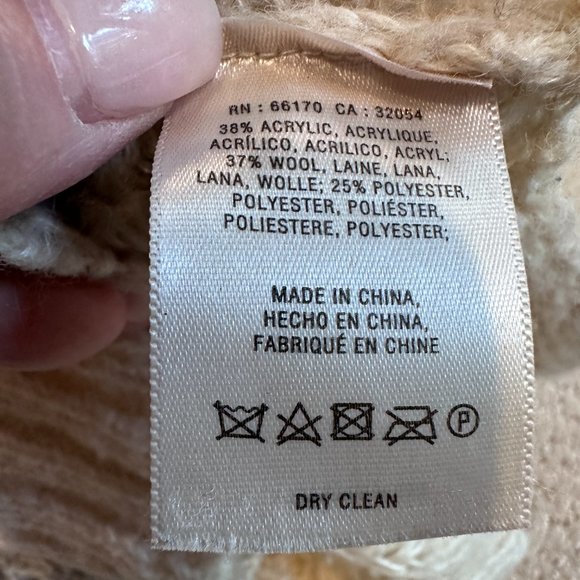 RN : 66170 CA : 32054
38% ACRYLIC, ACRYLIQUE,
ACRÍLICO, ACRILICO, ACRYL;
37% WOOL, LAINE, LANA,
LANA, WOLLE; 25% POLYESTER,
POLYESTER, POLIÉSTER,
POLIESTERE, POLYESTER;
MADE IN CHINA,
HECHO EN CHINA,
FABRIQUÉ EN CHINE
P
DRY CLEAN